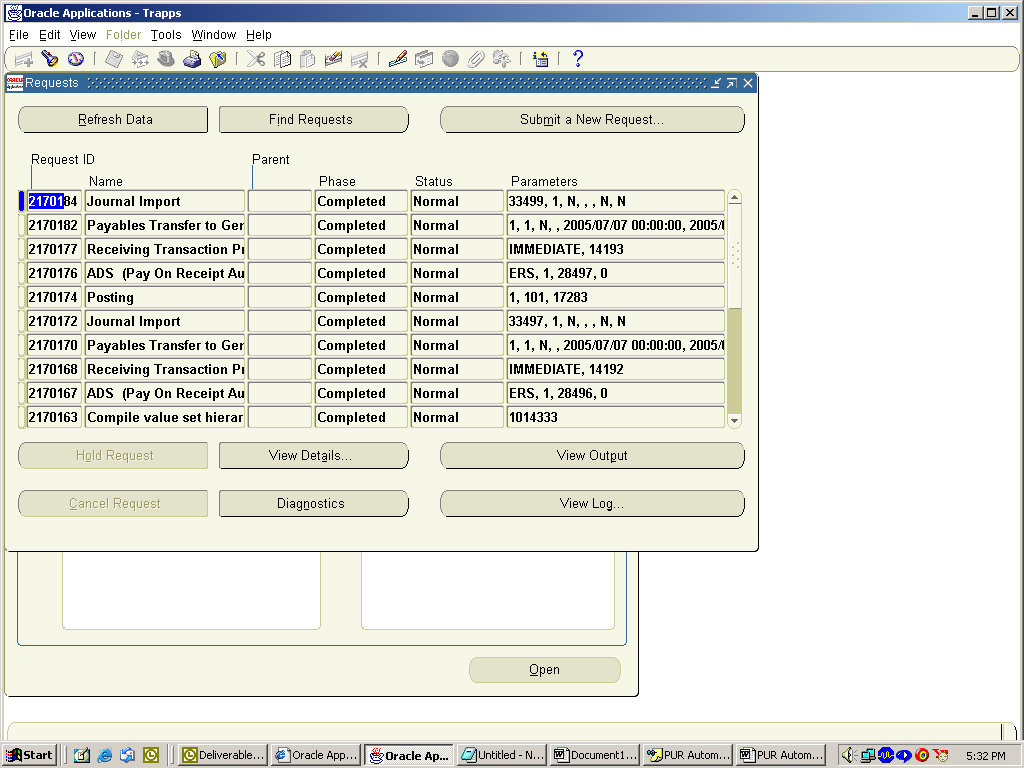 Oracle Applications - Trapps
File Edit View Folder Tools Window Help
Requests
Refresh Data Find Requests Submit a New Request...
Request ID Parent
Name Phase Status Parameters
2170184 Journal Import Completed Normal 33499, 1, N, , , N, N
2170182 Payables Transfer to Ger Completed Normal 1, 1, N, , 2005/07/07 00:00:00, 2005/
2170177 Receiving Transaction Pr Completed Normal IMMEDIATE, 14193
2170176 ADS (Pay On Receipt Au Completed Normal ERS, 1, 28497, 0
2170174 Posting Completed Normal 1, 101, 17283
2170172 Journal Import Completed Normal 33497, 1, N, , , N, N
2170170 Payables Transfer to Ger Completed Normal 1, 1, N, , 2005/07/07 00:00:00, 2005/
2170168 Receiving Transaction Pr Completed Normal IMMEDIATE, 14192
2170167 ADS (Pay On Receipt Au Completed Normal ERS, 1, 28496, 0
2170163 Compile value set hierar Completed Normal 1014333
Hold Request View Details... View Output
Cancel Request Diagnostics View Log...
Open
Start Deliverable... Oracle App... Oracle Ap... Untitled - N... Document1... PUR Autom... PUR Autom... 5:32 PM